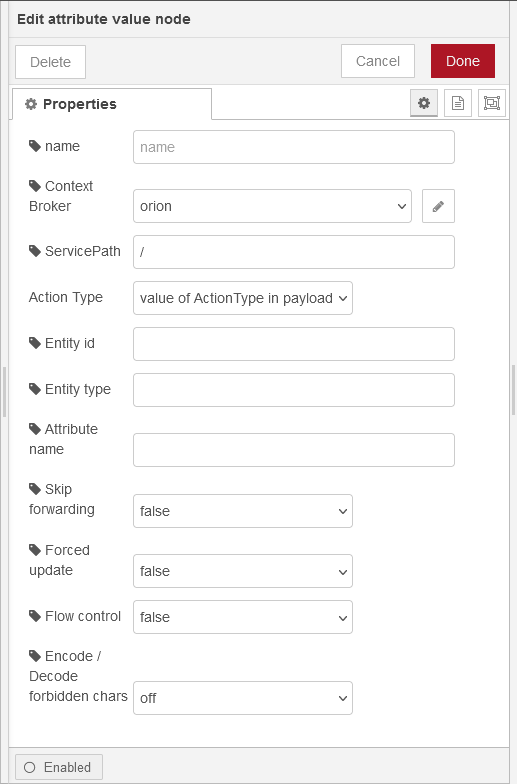 Edit attribute value node
Delete
Cancel
Done
Properties
name
name
Context
Broker
orion
ServicePath
/
Action Type
value of ActionType in payload
Entity id
Entity type
Attribute
name
Skip
forwarding
false
Forced
update
false
Flow control
false
Encode /
Decode
forbidden chars
off
Enabled